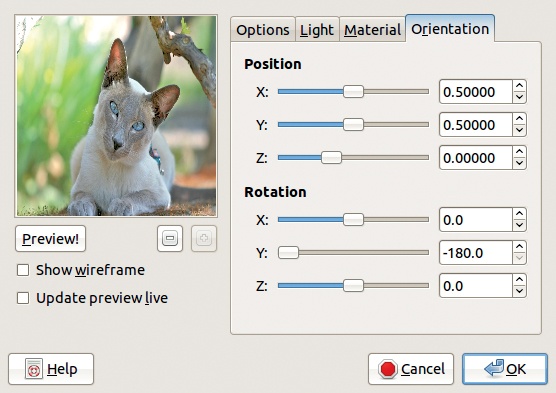 Options Light Material Orientation
Position
X: 0.50000
Y: 0.50000
Z: 0.00000
Rotation
X: 0.0
Y: -180.0
Z: 0.0
Preview!
Show wireframe
Update preview live
Help Cancel OK